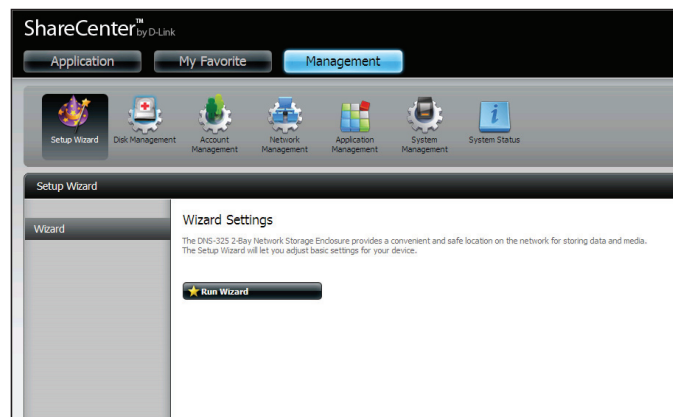 ShareCenter™ by D-Link
Application
My Favorite
Management
Setup Wizard
Disk Management
Account Management
Network Management
Application Management
System Management
System Status
Setup Wizard
Wizard
Wizard Settings
The DNS-325 2-Bay Network Storage Enclosure provides a convenient and safe location on the network for storing data and media.
The Setup Wizard will let you adjust basic settings for your device.
Run Wizard